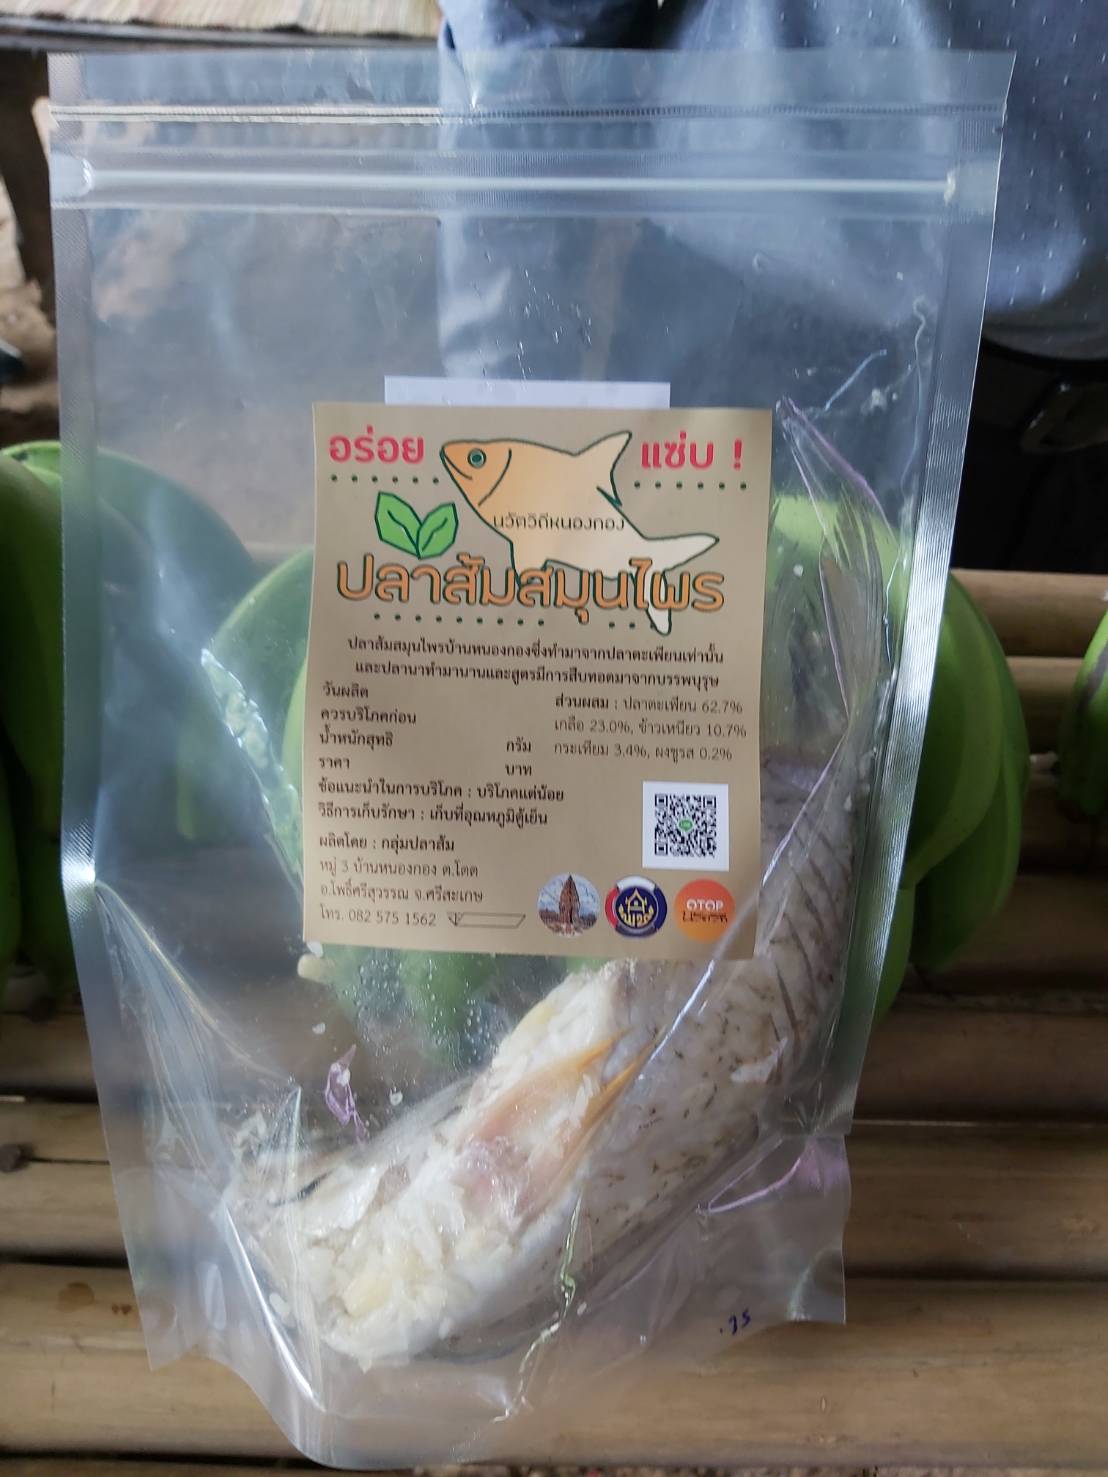 อร่อย แซ่บ !
นวัตวิถีหนองกอง
ปลาส้มสมุนไพร
ปลาส้มสมุนไพรบ้านหนองกองซึ่งทำมาจากปลาตะเพียนเท่านั้น
และปลานาทำมานานและสูตรมีการสืบทอดมาจากบรรพบุรุษ
วันผลิต
ควรบริโภคก่อน
น้ำหนักสุทธิ กรัม
ราคา บาท
ส่วนผสม : ปลาตะเพียน 62.7%
เกลือ 23.0%, ข้าวเหนียว 10.7%
กระเทียม 3.4%, ผงชูรส 0.2%
ข้อแนะนำในการบริโภค : บริโภคแต่น้อย
วิธีการเก็บรักษา : เก็บที่อุณหภูมิตู้เย็น
ผลิตโดย : กลุ่มปลาส้ม
หมู่ 3 บ้านหนองกอง ต.โดด
อ.โพธิ์ศรีสุวรรณ จ.ศรีสะเกษ
โทร. 082 575 1562
OTOP
นวัตวิถี
.75